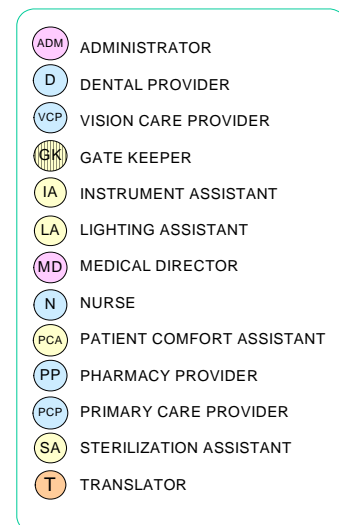 ADM ADMINISTRATOR
D DENTAL PROVIDER
VCP VISION CARE PROVIDER
GK GATE KEEPER
IA INSTRUMENT ASSISTANT
LA LIGHTING ASSISTANT
MD MEDICAL DIRECTOR
N NURSE
PCA PATIENT COMFORT ASSISTANT
PP PHARMACY PROVIDER
PCP PRIMARY CARE PROVIDER
SA STERILIZATION ASSISTANT
T TRANSLATOR